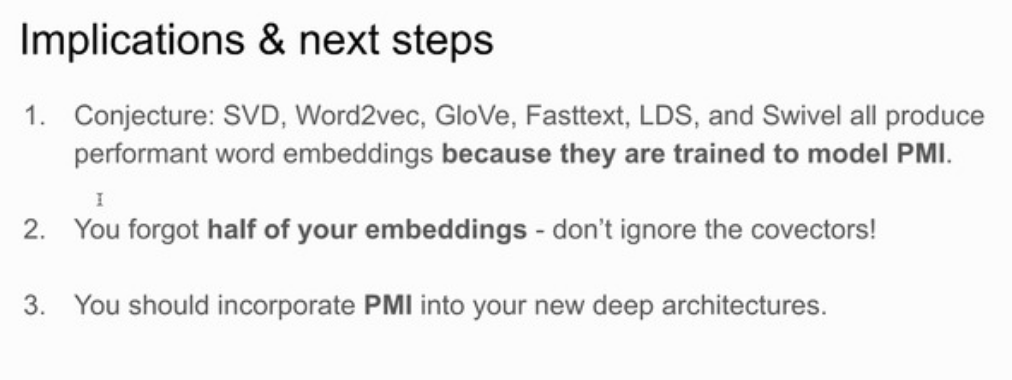 Implications & next steps
1. Conjecture: SVD, Word2vec, GloVe, Fasttext, LDS, and Swivel all produce
performant word embeddings because they are trained to model PMI.
2. You forgot half of your embeddings - don't ignore the covectors!
3. You should incorporate PMI into your new deep architectures.